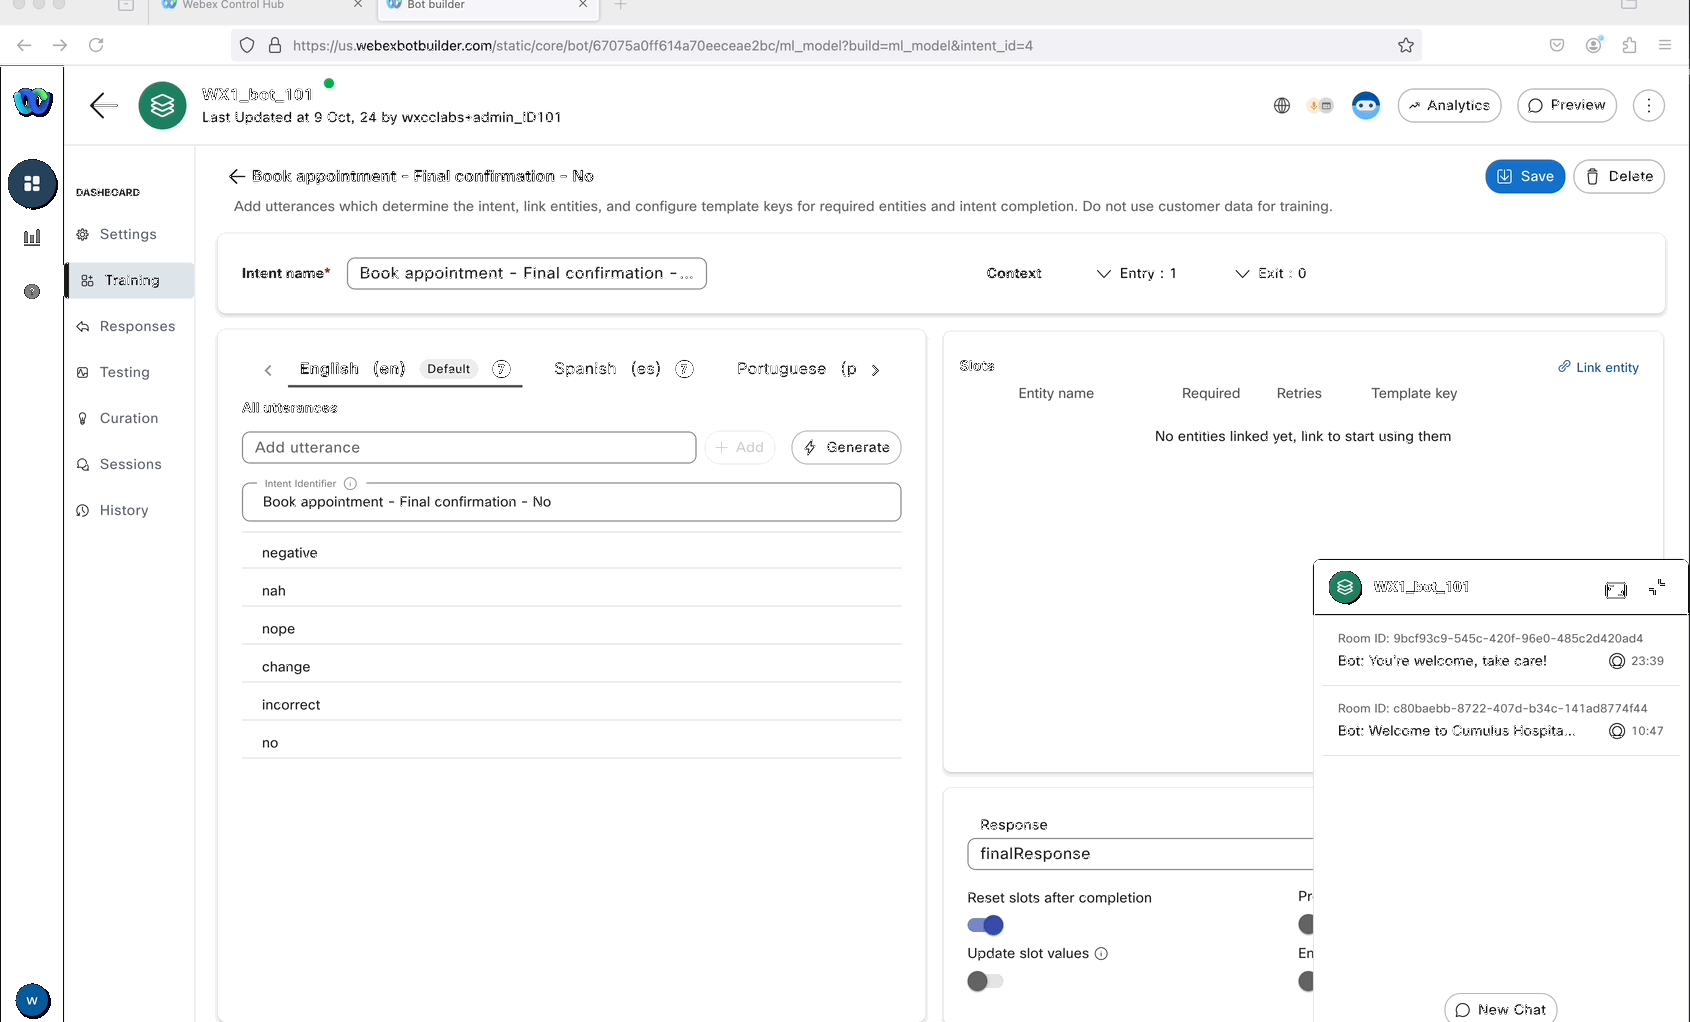 Webex Control Hub
Bot builder
https://us.webexbotbuilder.com/static/core/bot/67075a0ff614a70eeceae2bc/ml_model?build=ml_model&intent_id=4
WX1_bot_101
Last Updated at 9 Oct, 24 by wxcclabs+admin_ID101
Analytics
Preview
DASHBOARD
Settings
Training
Responses
Testing
Curation
Sessions
History
W
Book appointment - Final confirmation - No
Save
Delete
Add utterances which determine the intent, link entities, and configure template keys for required entities and intent completion. Do not use customer data for training.
Intent name*
Book appointment - Final confirmation -...
Context
Entry : 1
Exit : 0
English (en) Default 7
Spanish (es) 7
Portuguese (p
All utterances
Add utterance
+ Add
Generate
Intent Identifier
Book appointment - Final confirmation - No
negative
nah
nope
change
incorrect
no
Slots
Link entity
Entity name
Required
Retries
Template key
No entities linked yet, link to start using them
Response
finalResponse
Reset slots after completion
Pr
Update slot values
En
WX1_bot_101
Room ID: 9bcf93c9-545c-420f-96e0-485c2d420ad4
Bot: You're welcome, take care!
23:39
Room ID: c80baebb-8722-407d-b34c-141ad8774f44
Bot: Welcome to Cumulus Hospita...
10:47
New Chat